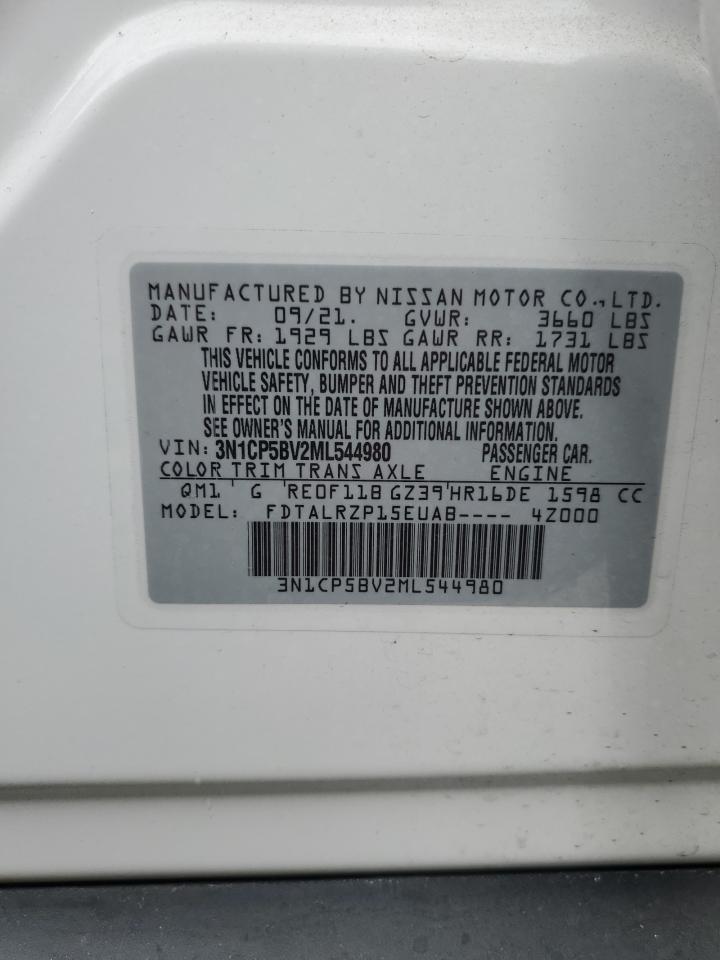 MANUFACTURED BY NISSAN MOTOR CO.,LTD.
DATE: 09/21. GVWR: 3660 LBS
GAWR FR: 1929 LBS GAWR RR: 1731 LBS
THIS VEHICLE CONFORMS TO ALL APPLICABLE FEDERAL MOTOR
VEHICLE SAFETY, BUMPER AND THEFT PREVENTION STANDARDS
IN EFFECT ON THE DATE OF MANUFACTURE SHOWN ABOVE.
SEE OWNER'S MANUAL FOR ADDITIONAL INFORMATION.
VIN: 3N1CP5BV2ML544980 PASSENGER CAR.
COLOR TRIM TRANS AXLE ENGINE
QM1 ' G ' RE0F11B GZ39'HR16DE 1598 CC
MODEL: FDTALRZP15EUAB---- 4Z000
3N1CP5BV2ML544980